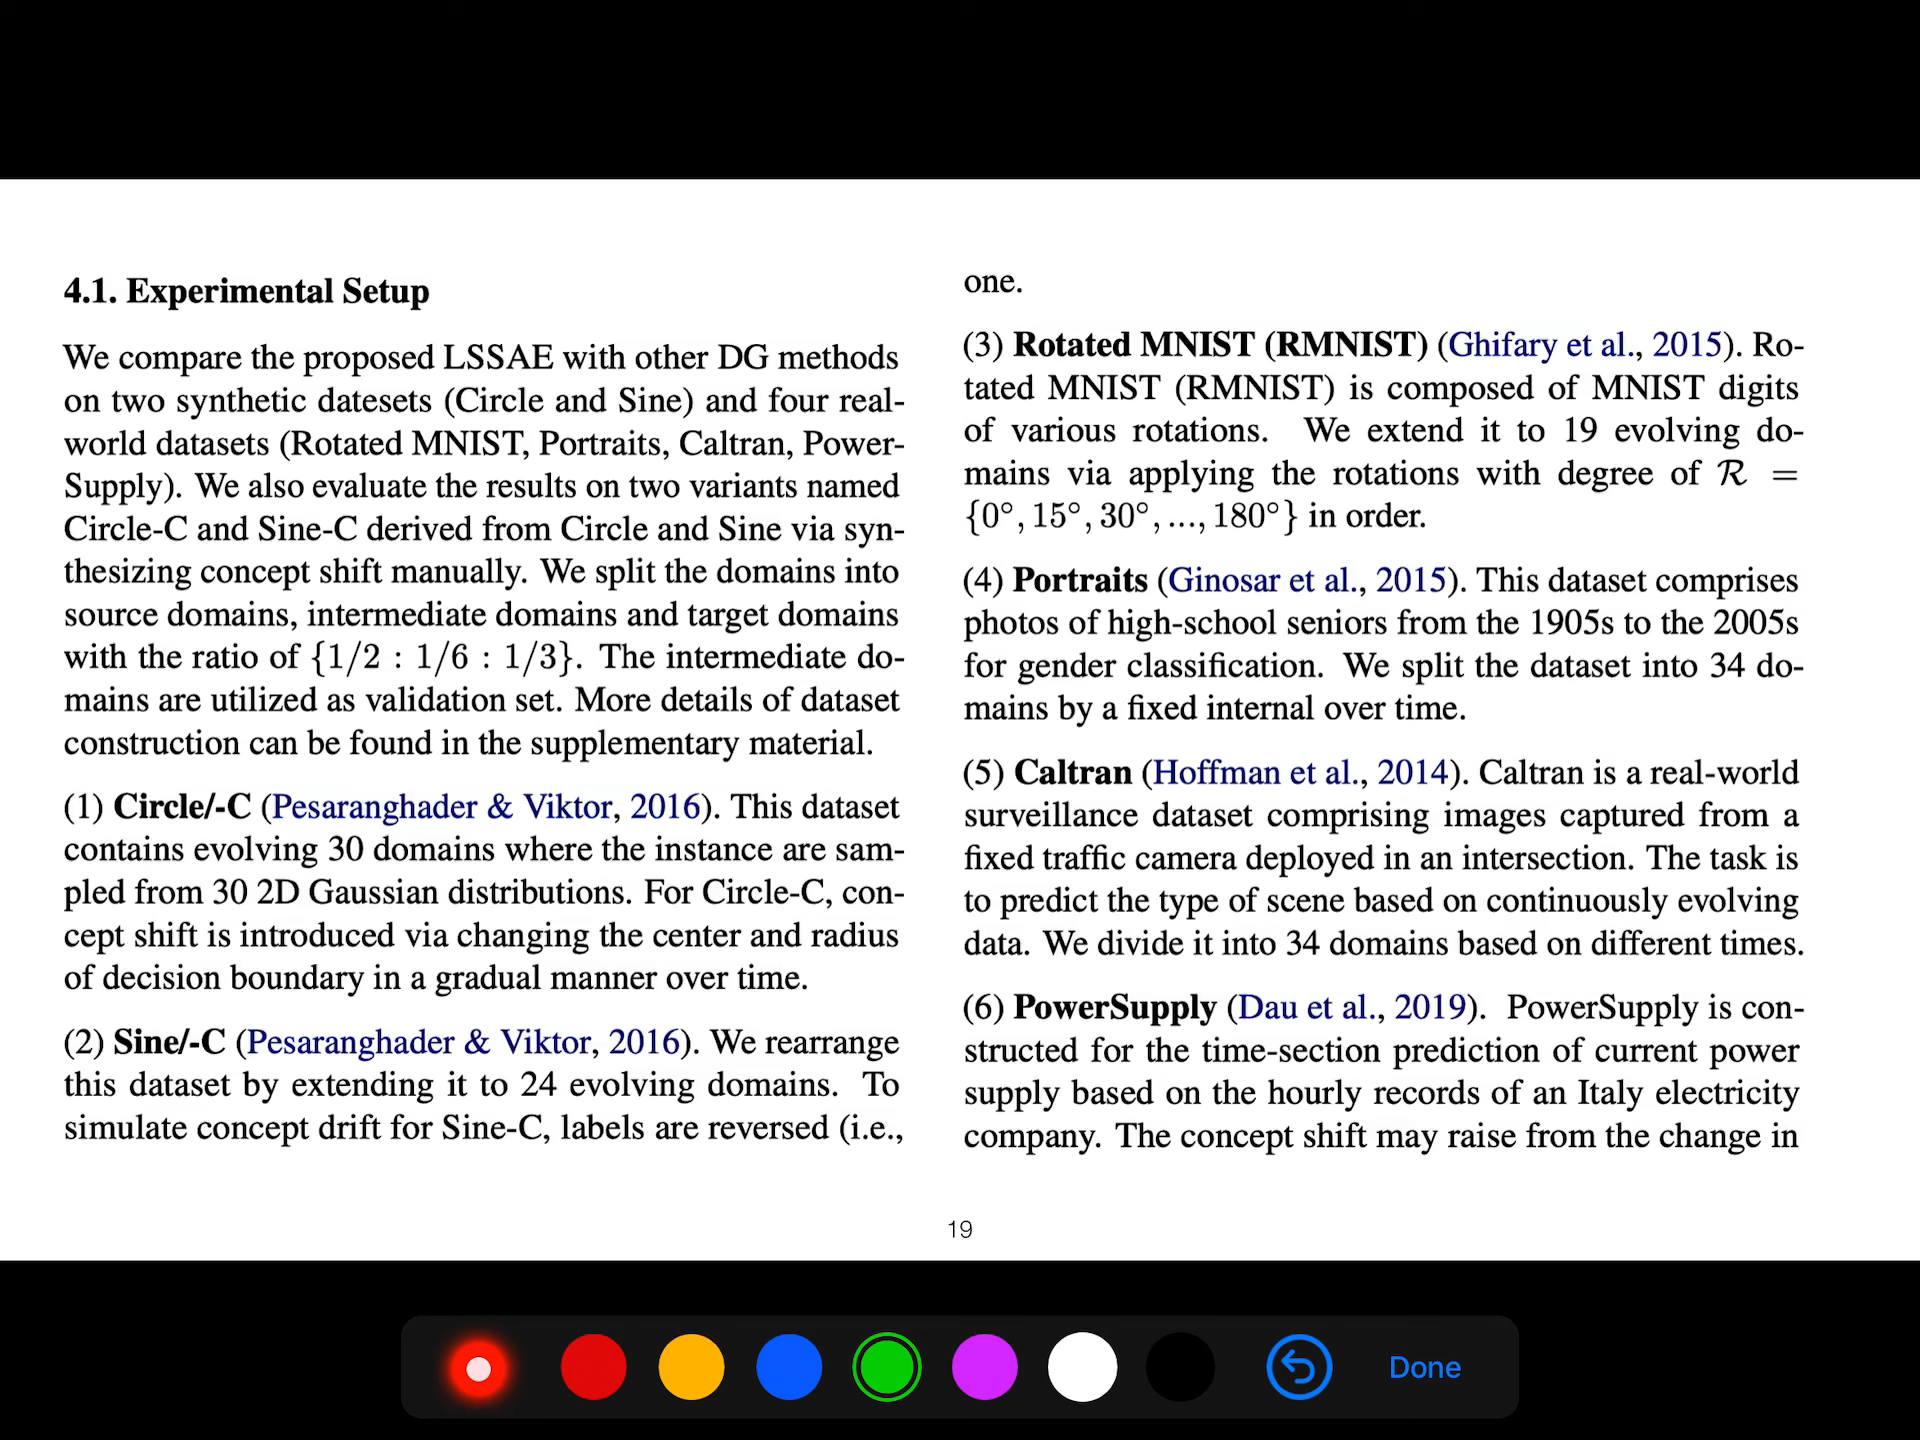 4.1. Experimental Setup
We compare the proposed LSSAE with other DG methods
on two synthetic datesets (Circle and Sine) and four real-
world datasets (Rotated MNIST, Portraits, Caltran, Power-
Supply). We also evaluate the results on two variants named
Circle-C and Sine-C derived from Circle and Sine via syn-
thesizing concept shift manually. We split the domains into
source domains, intermediate domains and target domains
with the ratio of {1/2 : 1/6 : 1/3}. The intermediate do-
mains are utilized as validation set. More details of dataset
construction can be found in the supplementary material.
(1) Circle/-C (Pesaranghader & Viktor, 2016). This dataset
contains evolving 30 domains where the instance are sam-
pled from 30 2D Gaussian distributions. For Circle-C, con-
cept shift is introduced via changing the center and radius
of decision boundary in a gradual manner over time.
(2) Sine/-C (Pesaranghader & Viktor, 2016). We rearrange
this dataset by extending it to 24 evolving domains. To
simulate concept drift for Sine-C, labels are reversed (i.e.,
one.
(3) Rotated MNIST (RMNIST) (Ghifary et al., 2015). Ro-
tated MNIST (RMNIST) is composed of MNIST digits
of various rotations. We extend it to 19 evolving do-
mains via applying the rotations with degree of R =
{0°, 15°, 30°, ..., 180°} in order.
(4) Portraits (Ginosar et al., 2015). This dataset comprises
photos of high-school seniors from the 1905s to the 2005s
for gender classification. We split the dataset into 34 do-
mains by a fixed internal over time.
(5) Caltran (Hoffman et al., 2014). Caltran is a real-world
surveillance dataset comprising images captured from a
fixed traffic camera deployed in an intersection. The task is
to predict the type of scene based on continuously evolving
data. We divide it into 34 domains based on different times.
(6) PowerSupply (Dau et al., 2019). PowerSupply is con-
structed for the time-section prediction of current power
supply based on the hourly records of an Italy electricity
company. The concept shift may raise from the change in
19
Done